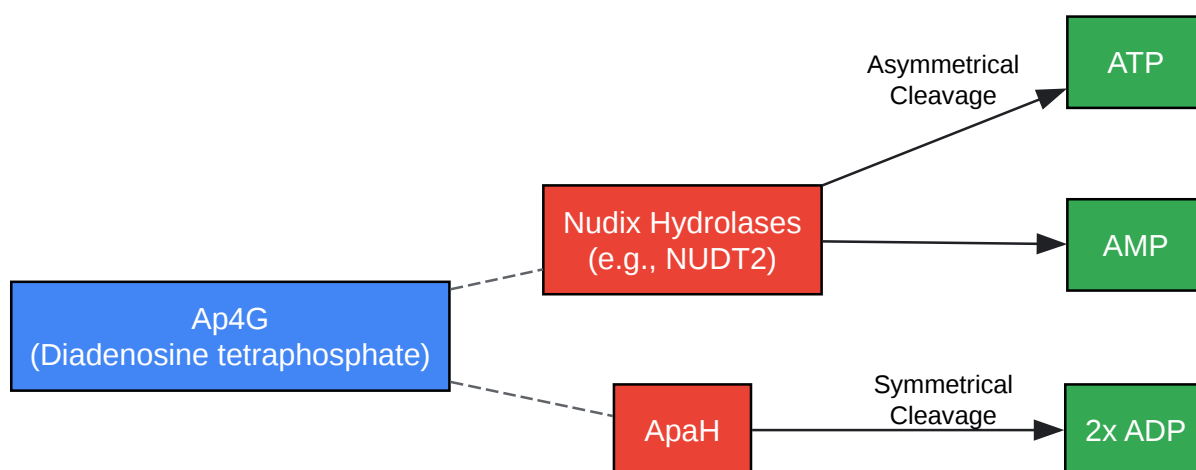 Asymmetrical
Cleavage
ATP
Nudix Hydrolases
(e.g., NUDT2)
AMP
Ap4G
(Diadenosine tetraphosphate)
Symmetrical
Cleavage
ApaH
2x ADP